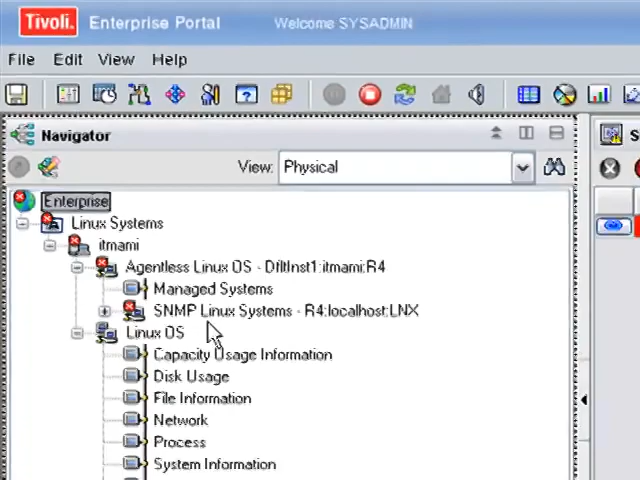 Tivoli. Enterprise Portal Welcome SYSADMIN
File Edit View Help
Navigator
View: Physical
Enterprise
Linux Systems
itmami
Agentless Linux OS - DfltInst1:itmami:R4
Managed Systems
SNMP Linux Systems - R4:localhost:LNX
Linux OS
Capacity Usage Information
Disk Usage
File Information
Network
Process
System Information